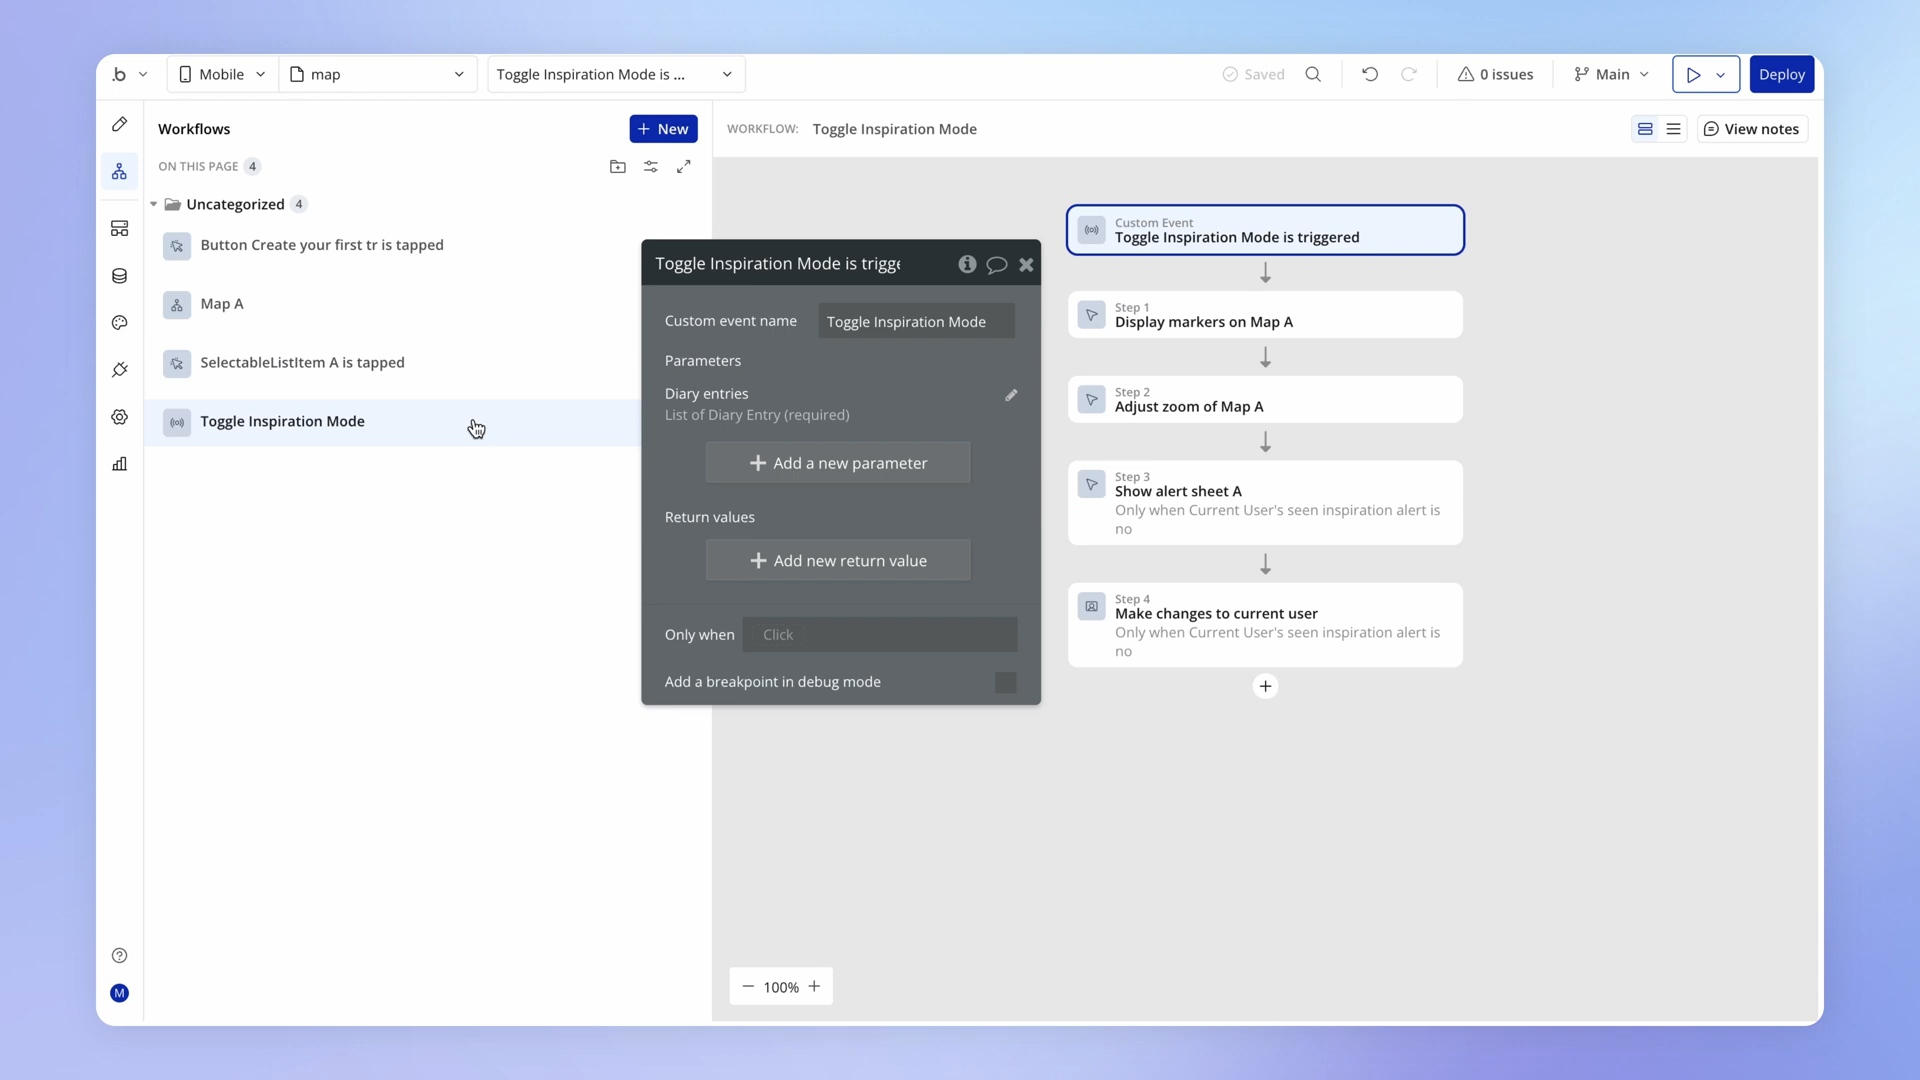 .b
Mobile
map
Toggle Inspiration Mode is ...
Saved
0 issues
Main
Deploy
Workflows
+ New
ON THIS PAGE 4
Uncategorized 4
Button Create your first tr is tapped
Map A
SelectableListItem A is tapped
Toggle Inspiration Mode
M
WORKFLOW: Toggle Inspiration Mode
View notes
Toggle Inspiration Mode is trigge
Custom event name
Toggle Inspiration Mode
Parameters
Diary entries
List of Diary Entry (required)
+ Add a new parameter
Return values
+ Add new return value
Only when
Click
Add a breakpoint in debug mode
Custom Event
Toggle Inspiration Mode is triggered
Step 1
Display markers on Map A
Step 2
Adjust zoom of Map A
Step 3
Show alert sheet A
Only when Current User's seen inspiration alert is
no
Step 4
Make changes to current user
Only when Current User's seen inspiration alert is
no
− 100% +